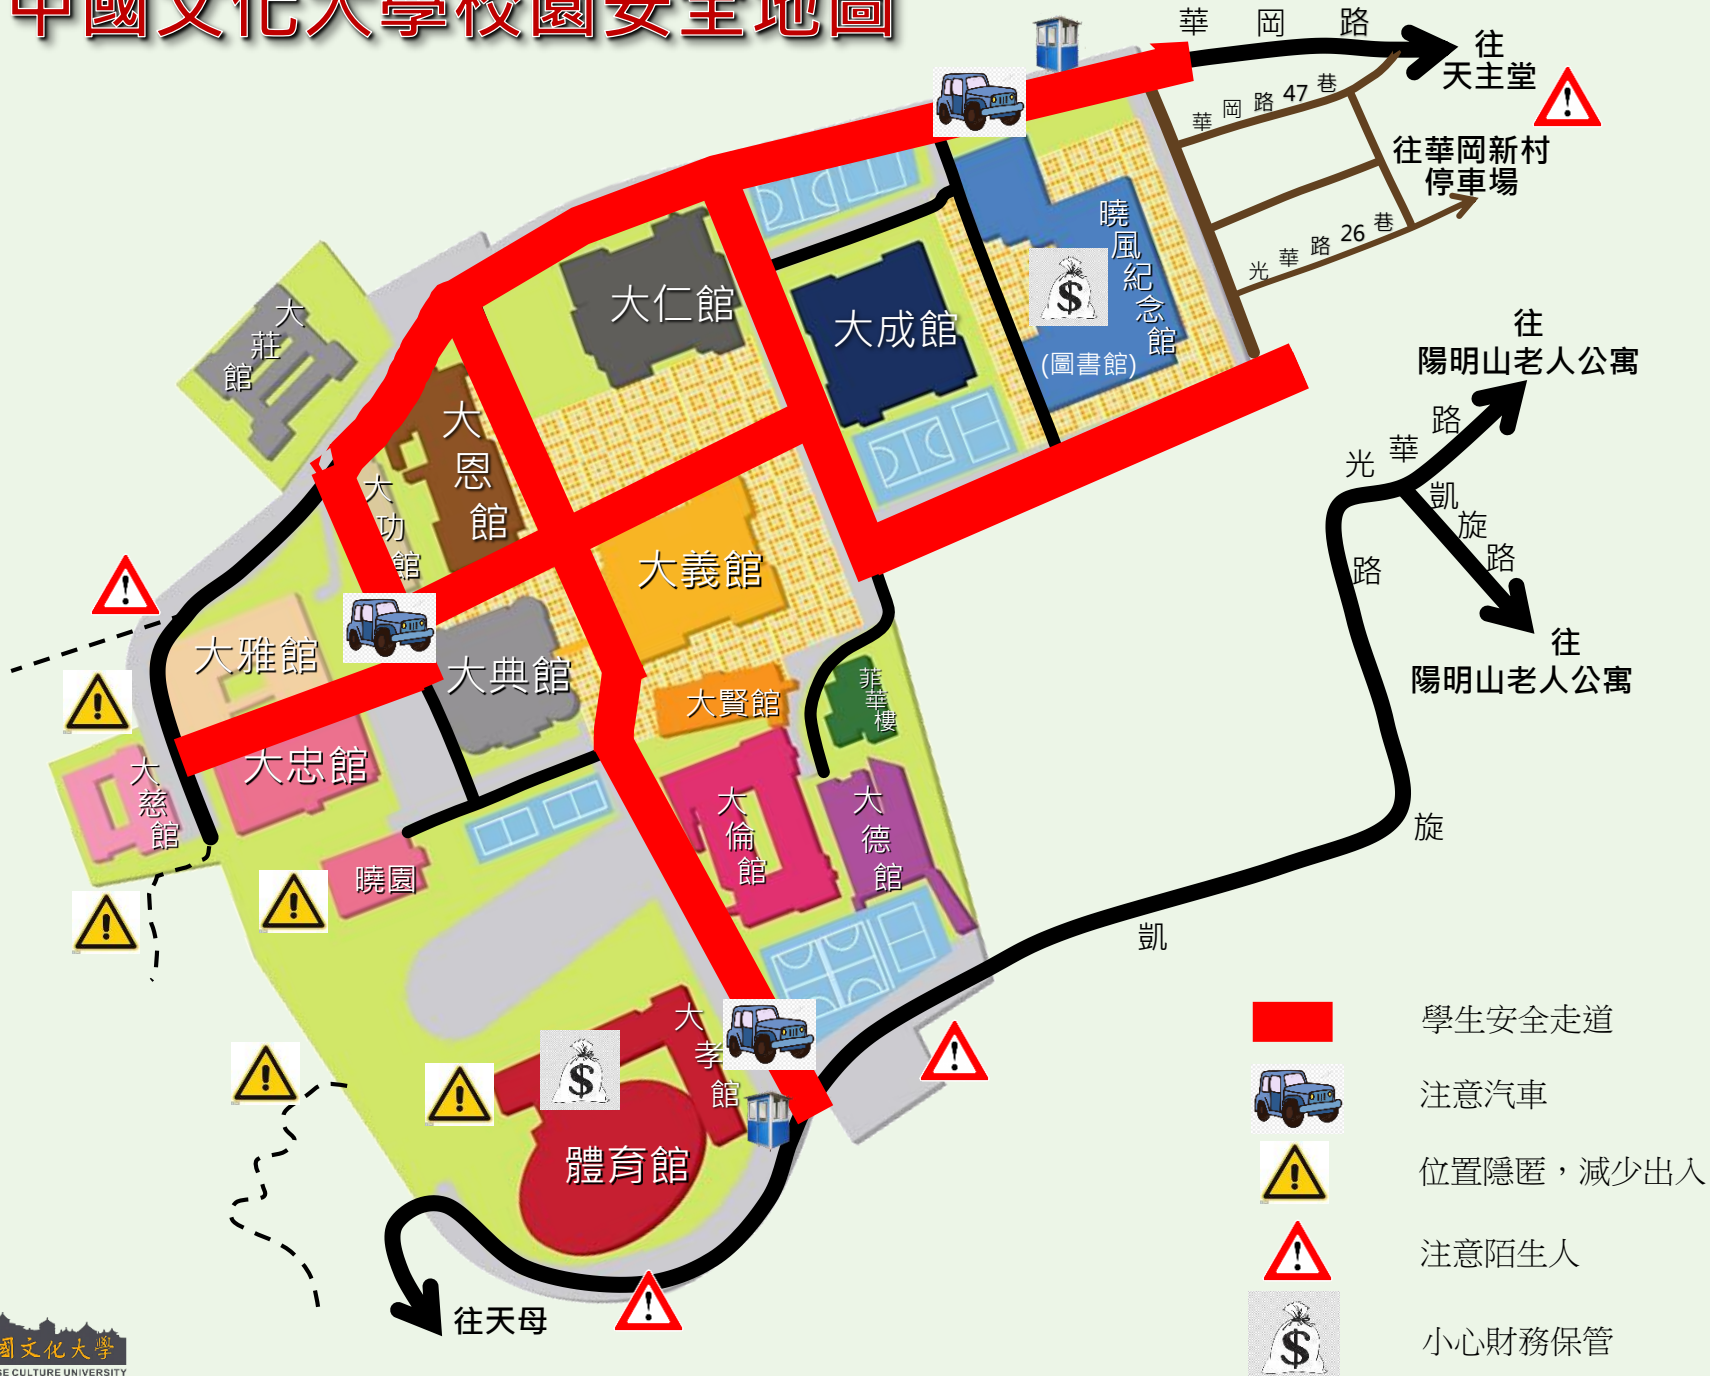 中國文化大學校園安全地圖
華岡路
往
天主堂
華岡路47巷
往華岡新村
停車場
光華路26巷
曉風紀念館
(圖書館)
大仁館
大成館
大莊館
大恩館
大功館
大義館
往
陽明山老人公寓
光華路
凱旋路
往
陽明山老人公寓
大雅館
大典館
大賢館
菲華樓
大忠館
大慈館
大倫館
大德館
曉園
凱旋路
大孝館
體育館
往天母
學生安全走道
注意汽車
位置隱匿，減少出入
注意陌生人
小心財務保管
國文化大學
SE CULTURE UNIVERSITY